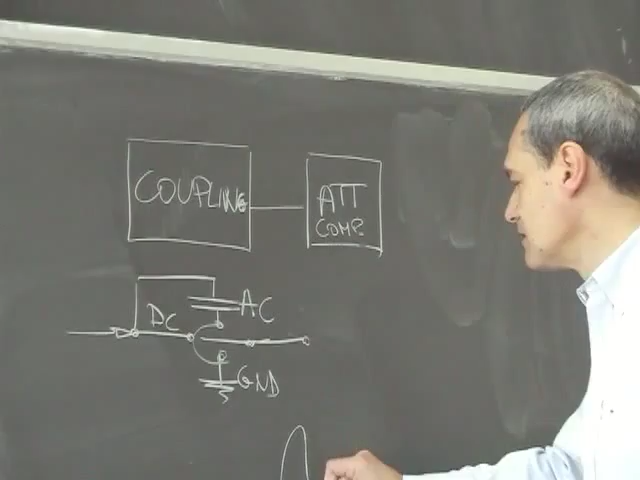 COUPLING
ATT
COMP.
AC
DC
GND